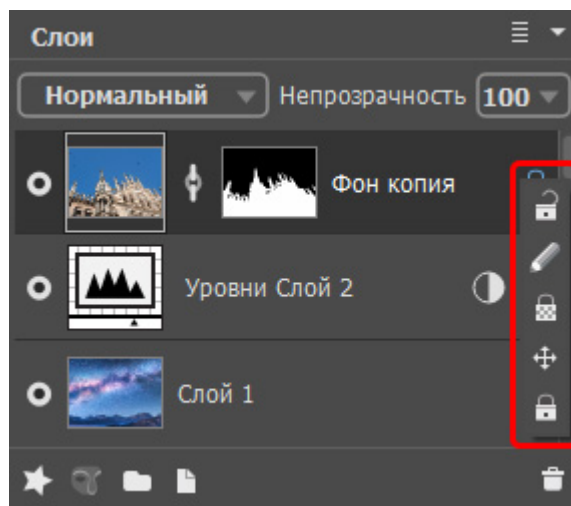 Слои
Нормальный Непрозрачность 100
Фон копия
Уровни Слой 2
Слой 1